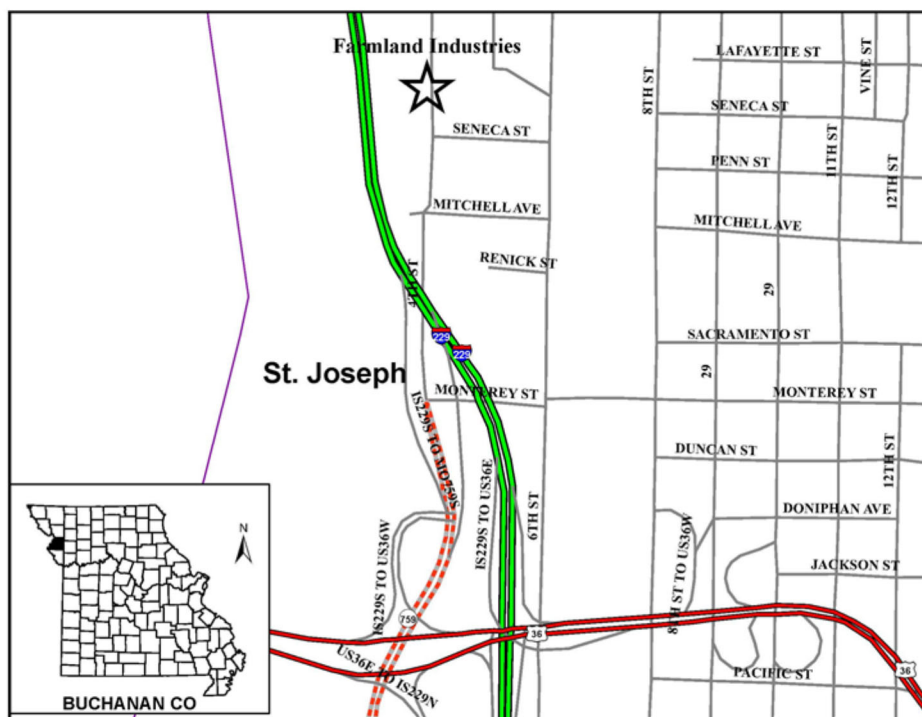 Farmland Industries
LAFAYETTE ST
VINE ST
8TH ST
SENECA ST
SENECA ST
11TH ST
PENN ST
12TH ST
MITCHELL AVE
MITCHELL AVE
RENICK ST
29
229
229
SACRAMENTO ST
St. Joseph
29
MONTEREY ST
MONTEREY ST
IS229S TO MO759S
DUNCAN ST
12TH ST
IS229S TO US36E
6TH ST
DONIPHAN AVE
N
IS229S TO US36W
8TH ST TO US36W
JACKSON ST
759
36
US36E TO IS229N
PACIFIC ST
36
BUCHANAN CO